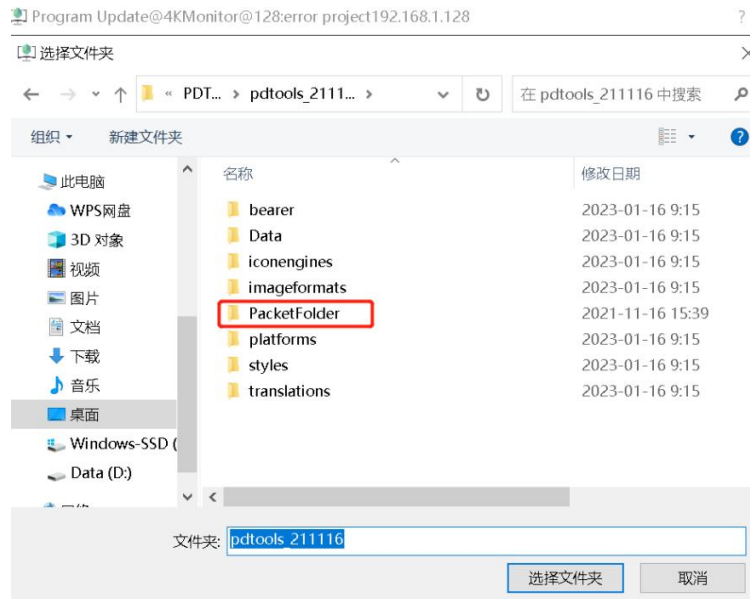 Program Update@4KMonitor@128:error project192.168.1.128 ?
选择文件夹
« PDT... › pdtools_2111... ›
在 pdtools_211116 中搜索
组织 新建文件夹
名称 修改日期
此电脑
WPS网盘
3D 对象
视频
图片
文档
下载
音乐
桌面
Windows-SSD (
Data (D:)
bearer 2023-01-16 9:15
Data 2023-01-16 9:15
iconengines 2023-01-16 9:15
imageformats 2023-01-16 9:15
PacketFolder 2021-11-16 15:39
platforms 2023-01-16 9:15
styles 2023-01-16 9:15
translations 2023-01-16 9:15
文件夹: pdtools_211116
选择文件夹 取消